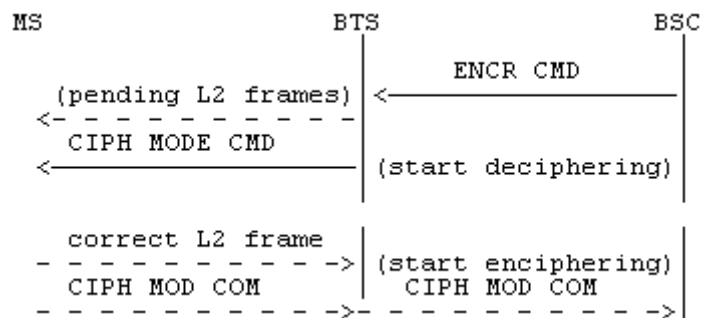 MS BTS BSC
ENCR CMD
(pending L2 frames)
CIPH MODE CMD
(start deciphering)
correct L2 frame
(start enciphering)
CIPH MOD COM CIPH MOD COM